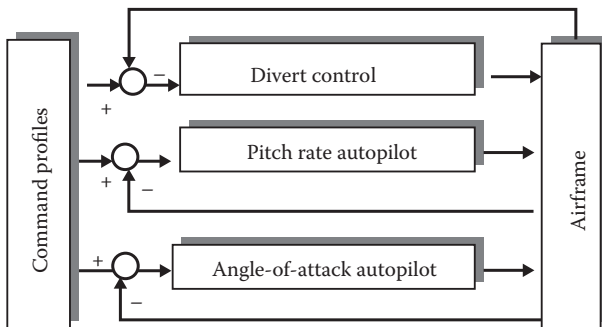 Command profiles
Divert control
−
+
Pitch rate autopilot
+
−
Angle-of-attack autopilot
+
−
Airframe